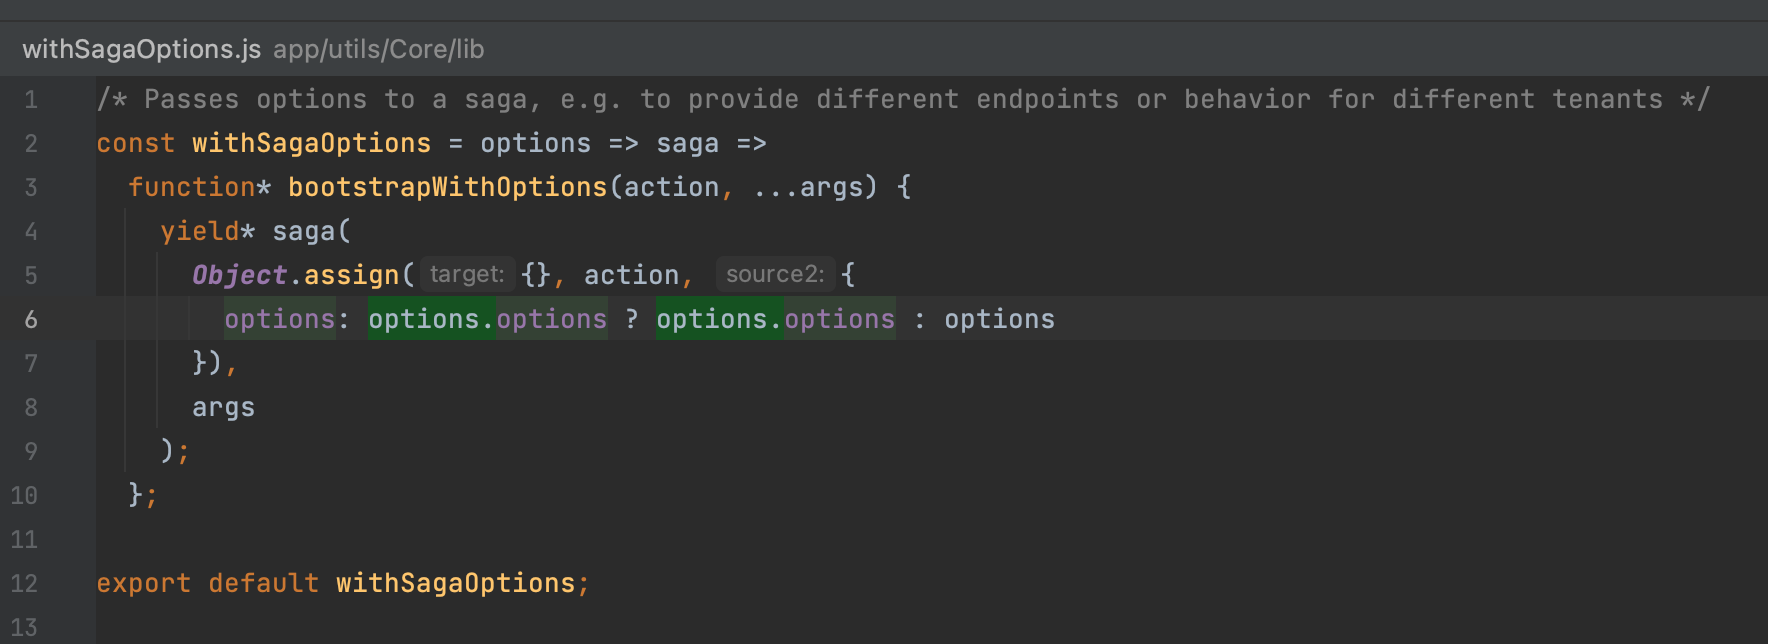 withSagaOptions.js app/utils/Core/lib
1 /* Passes options to a saga, e.g. to provide different endpoints or behavior for different tenants */
2 const withSagaOptions = options => saga =>
3 function* bootstrapWithOptions(action, ...args) {
4 yield* saga(
5 Object.assign( target: {}, action, source2: {
6 options: options.options ? options.options : options
7 }),
8 args
9 );
10 };
11
12 export default withSagaOptions;
13